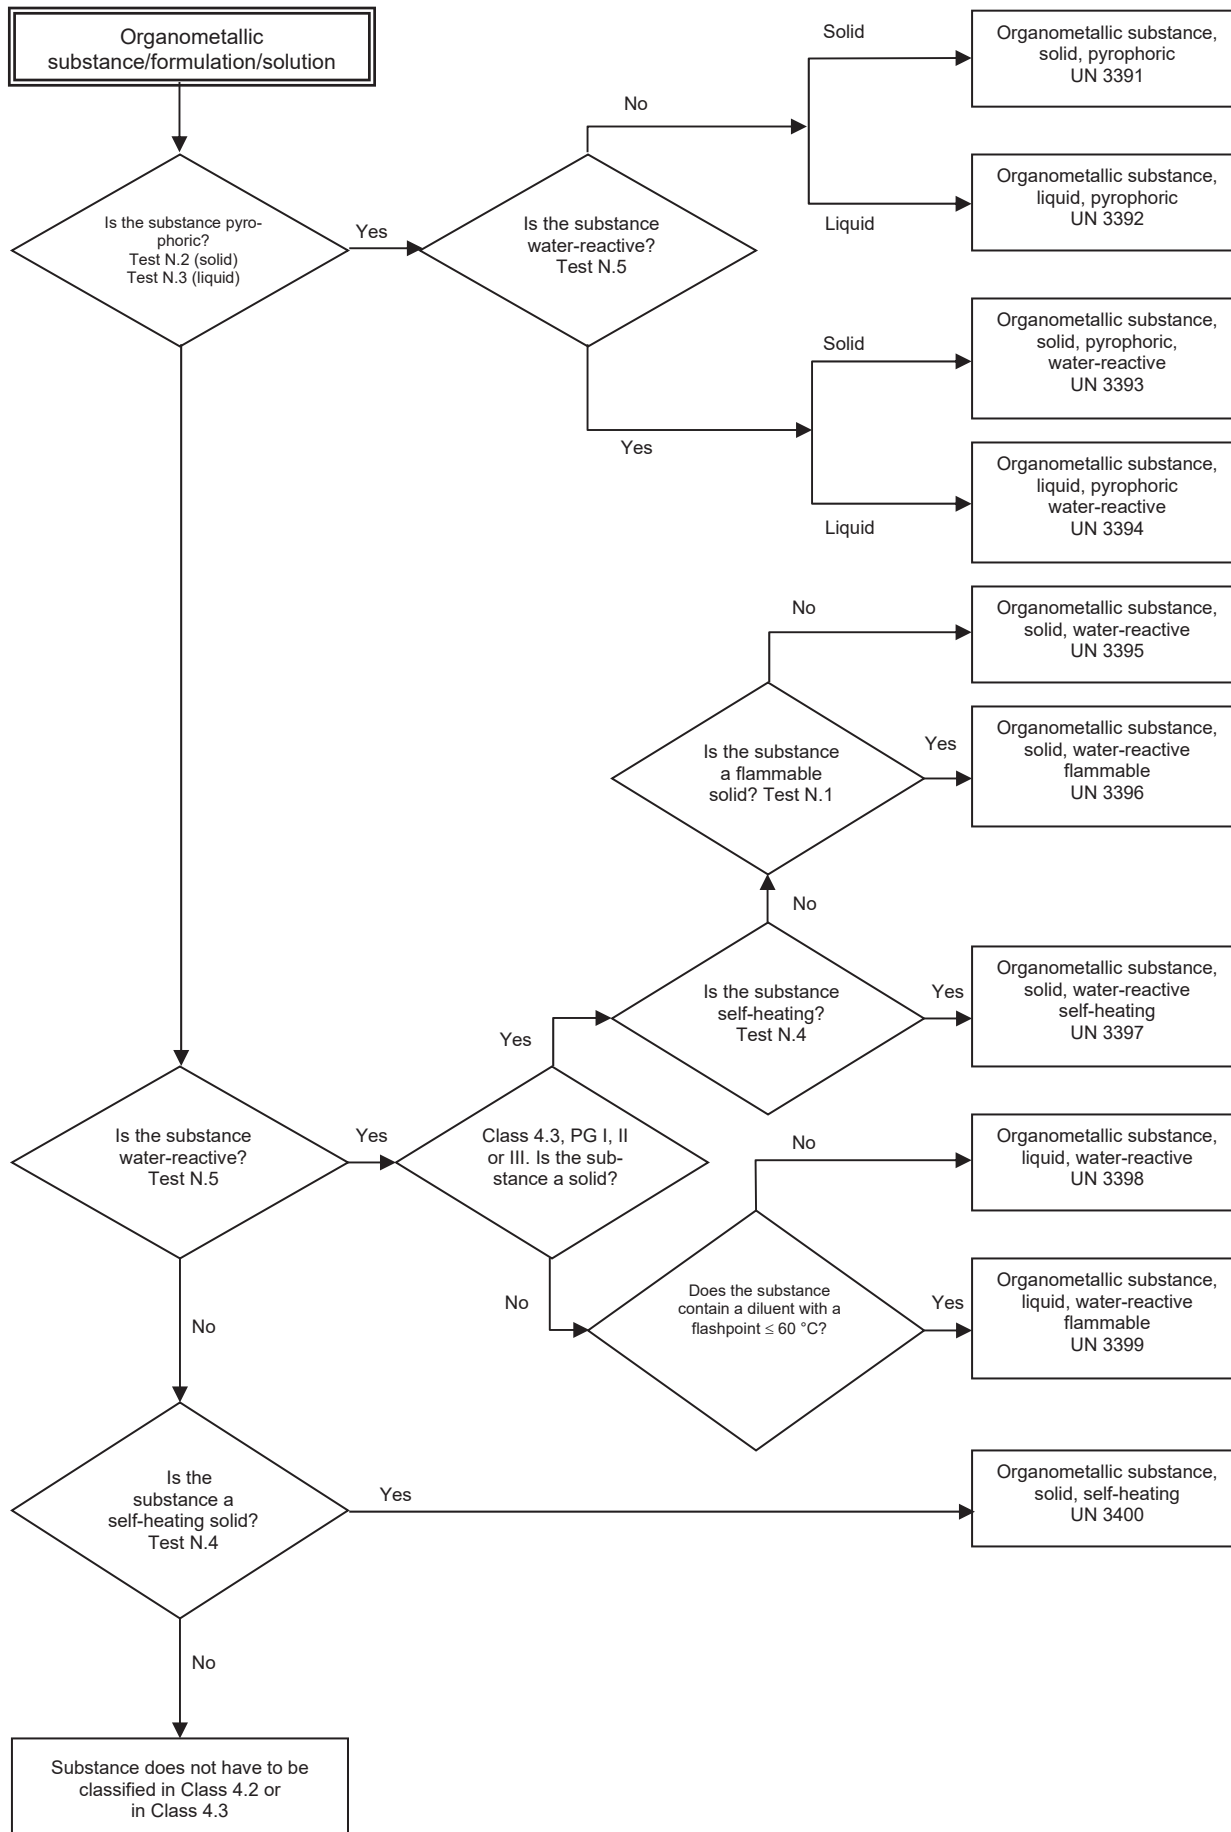 Organometallic
substance/formulation/solution
Solid
Organometallic substance,
solid, pyrophoric
UN 3391
No
Is the substance pyro-
phoric?
Test N.2 (solid)
Test N.3 (liquid)
Yes
Is the substance
water-reactive?
Test N.5
Liquid
Organometallic substance,
liquid, pyrophoric
UN 3392
Solid
Organometallic substance,
solid, pyrophoric,
water-reactive
UN 3393
Yes
Liquid
Organometallic substance,
liquid, pyrophoric
water-reactive
UN 3394
No
Organometallic substance,
solid, water-reactive
UN 3395
Is the substance
a flammable
solid? Test N.1
Yes
Organometallic substance,
solid, water-reactive
flammable
UN 3396
No
Is the substance
self-heating?
Test N.4
Yes
Organometallic substance,
solid, water-reactive
self-heating
UN 3397
Yes
Is the substance
water-reactive?
Test N.5
Yes
Class 4.3, PG I, II
or III. Is the sub-
stance a solid?
No
Organometallic substance,
liquid, water-reactive
UN 3398
No
Does the substance
contain a diluent with a
flashpoint ≤ 60 °C?
Yes
Organometallic substance,
liquid, water-reactive
flammable
UN 3399
No
Is the
substance a
self-heating solid?
Test N.4
Yes
Organometallic substance,
solid, self-heating
UN 3400
No
Substance does not have to be
classified in Class 4.2 or
in Class 4.3